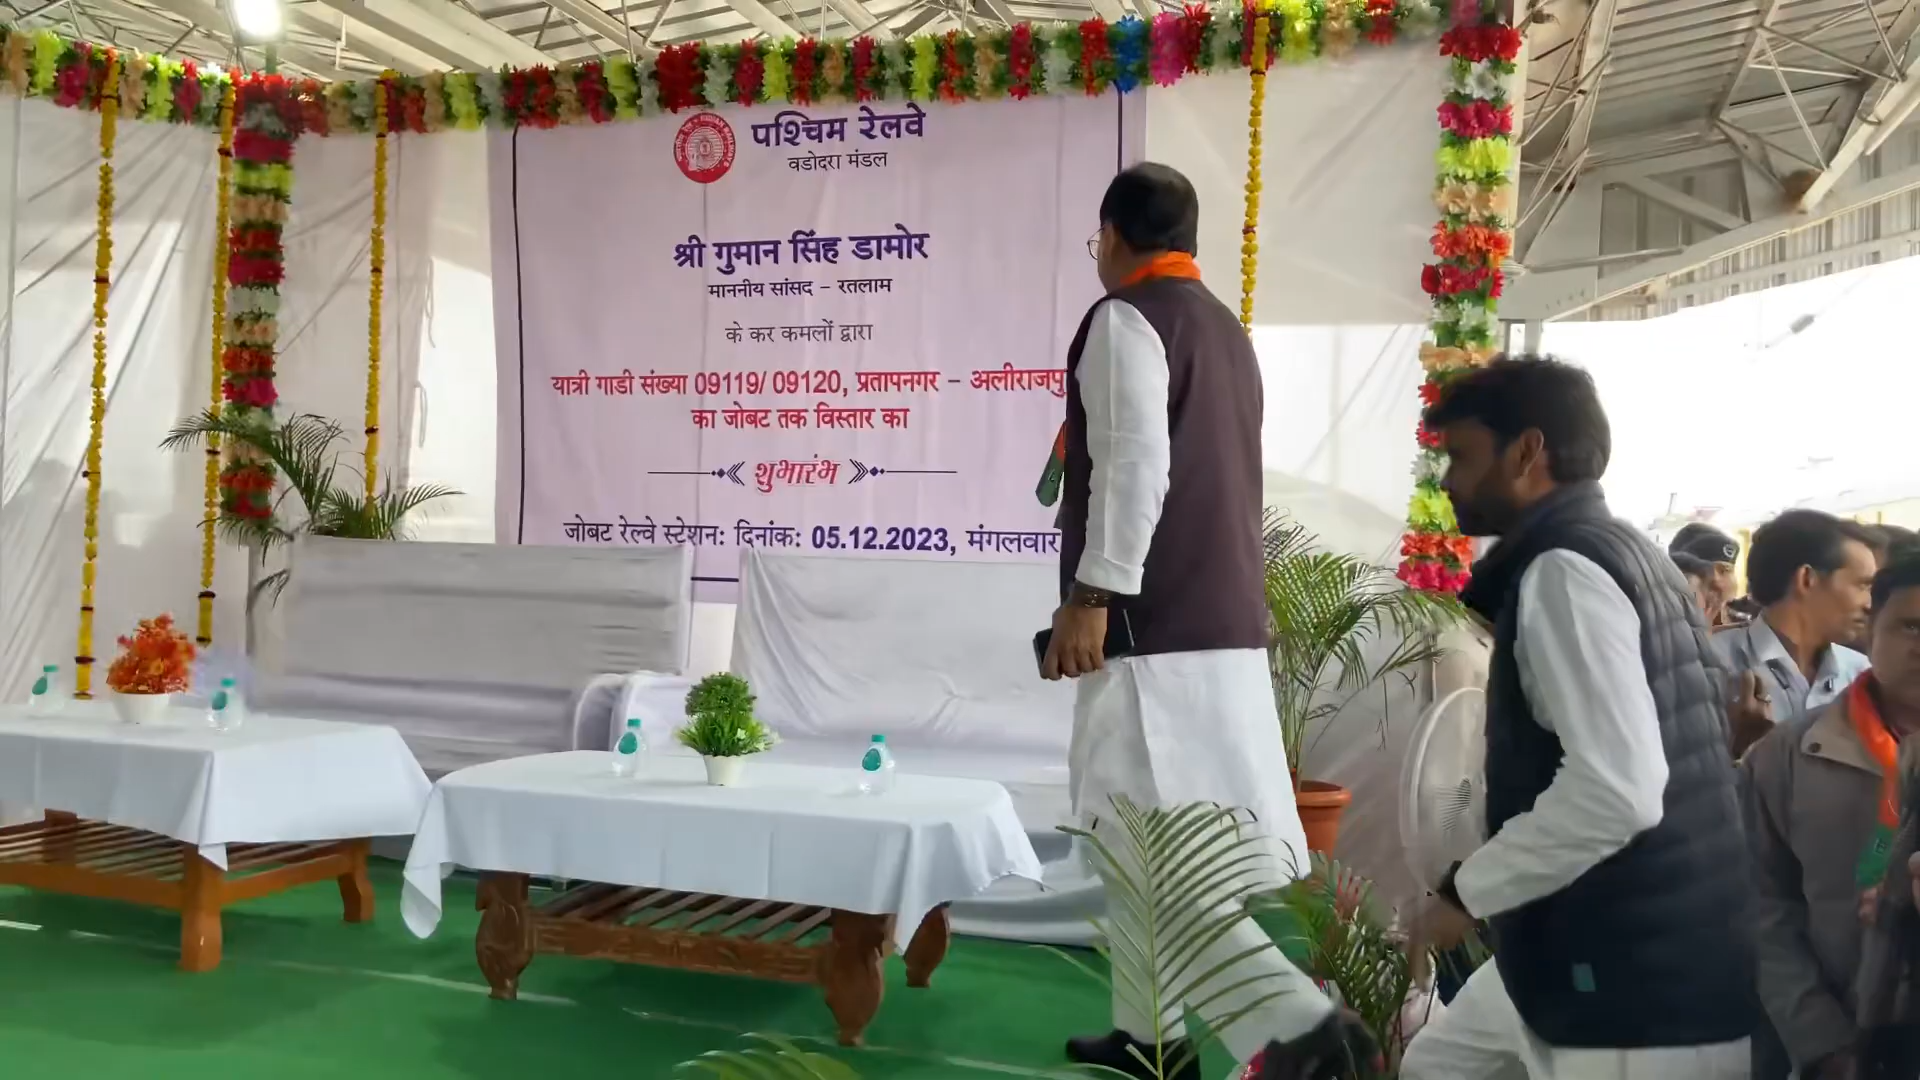 पश्चिम रेलवे
वडोदरा मंडल
श्री गुमान सिंह डामोर
माननीय सांसद - रतलाम
के कर कमलों द्वारा
यात्री गाडी संख्या 09119/ 09120, प्रतापनगर - अलीराजपु
का जोबट तक विस्तार का
शुभारंभ
जोबट रेल्वे स्टेशन: दिनांक: 05.12.2023, मंगलवार